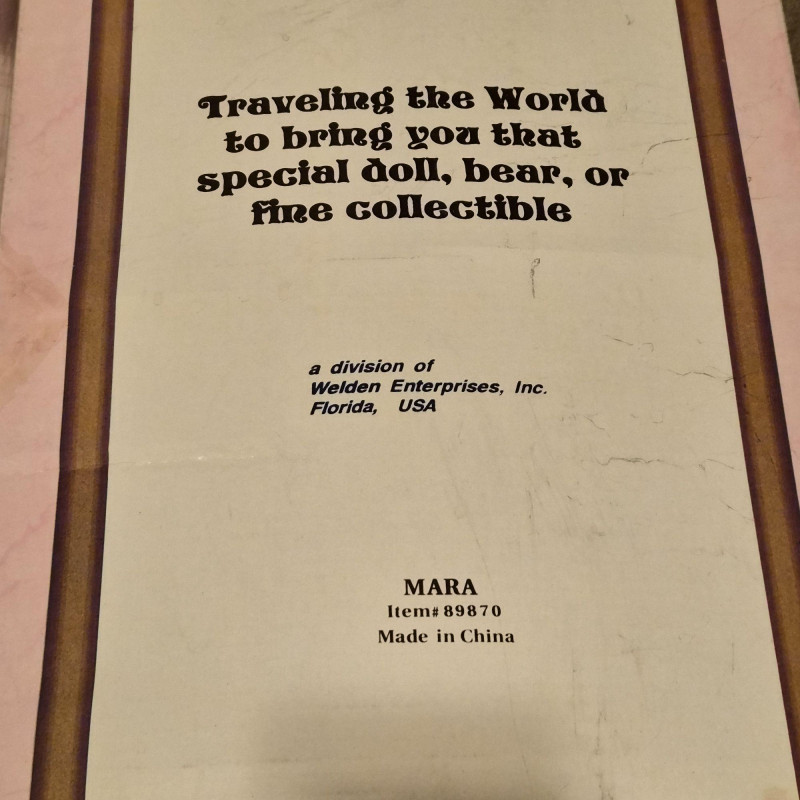 Traveling the World
to bring you that
special doll, bear, or
fine collectible
a division of
Welden Enterprises, Inc.
Florida, USA
MARA
Item# 89870
Made in China